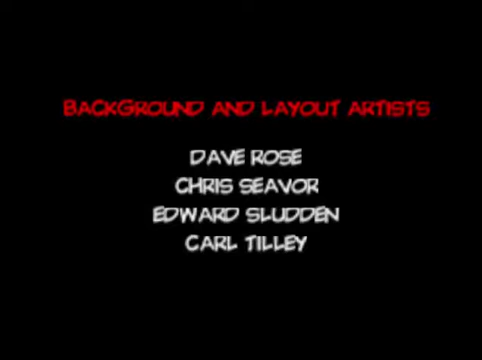 BACKGROUND AND LAYOUT ARTISTS
DAVE ROSE
CHRIS SEAVOR
EDWARD SLUDDEN
CARL TILLEY